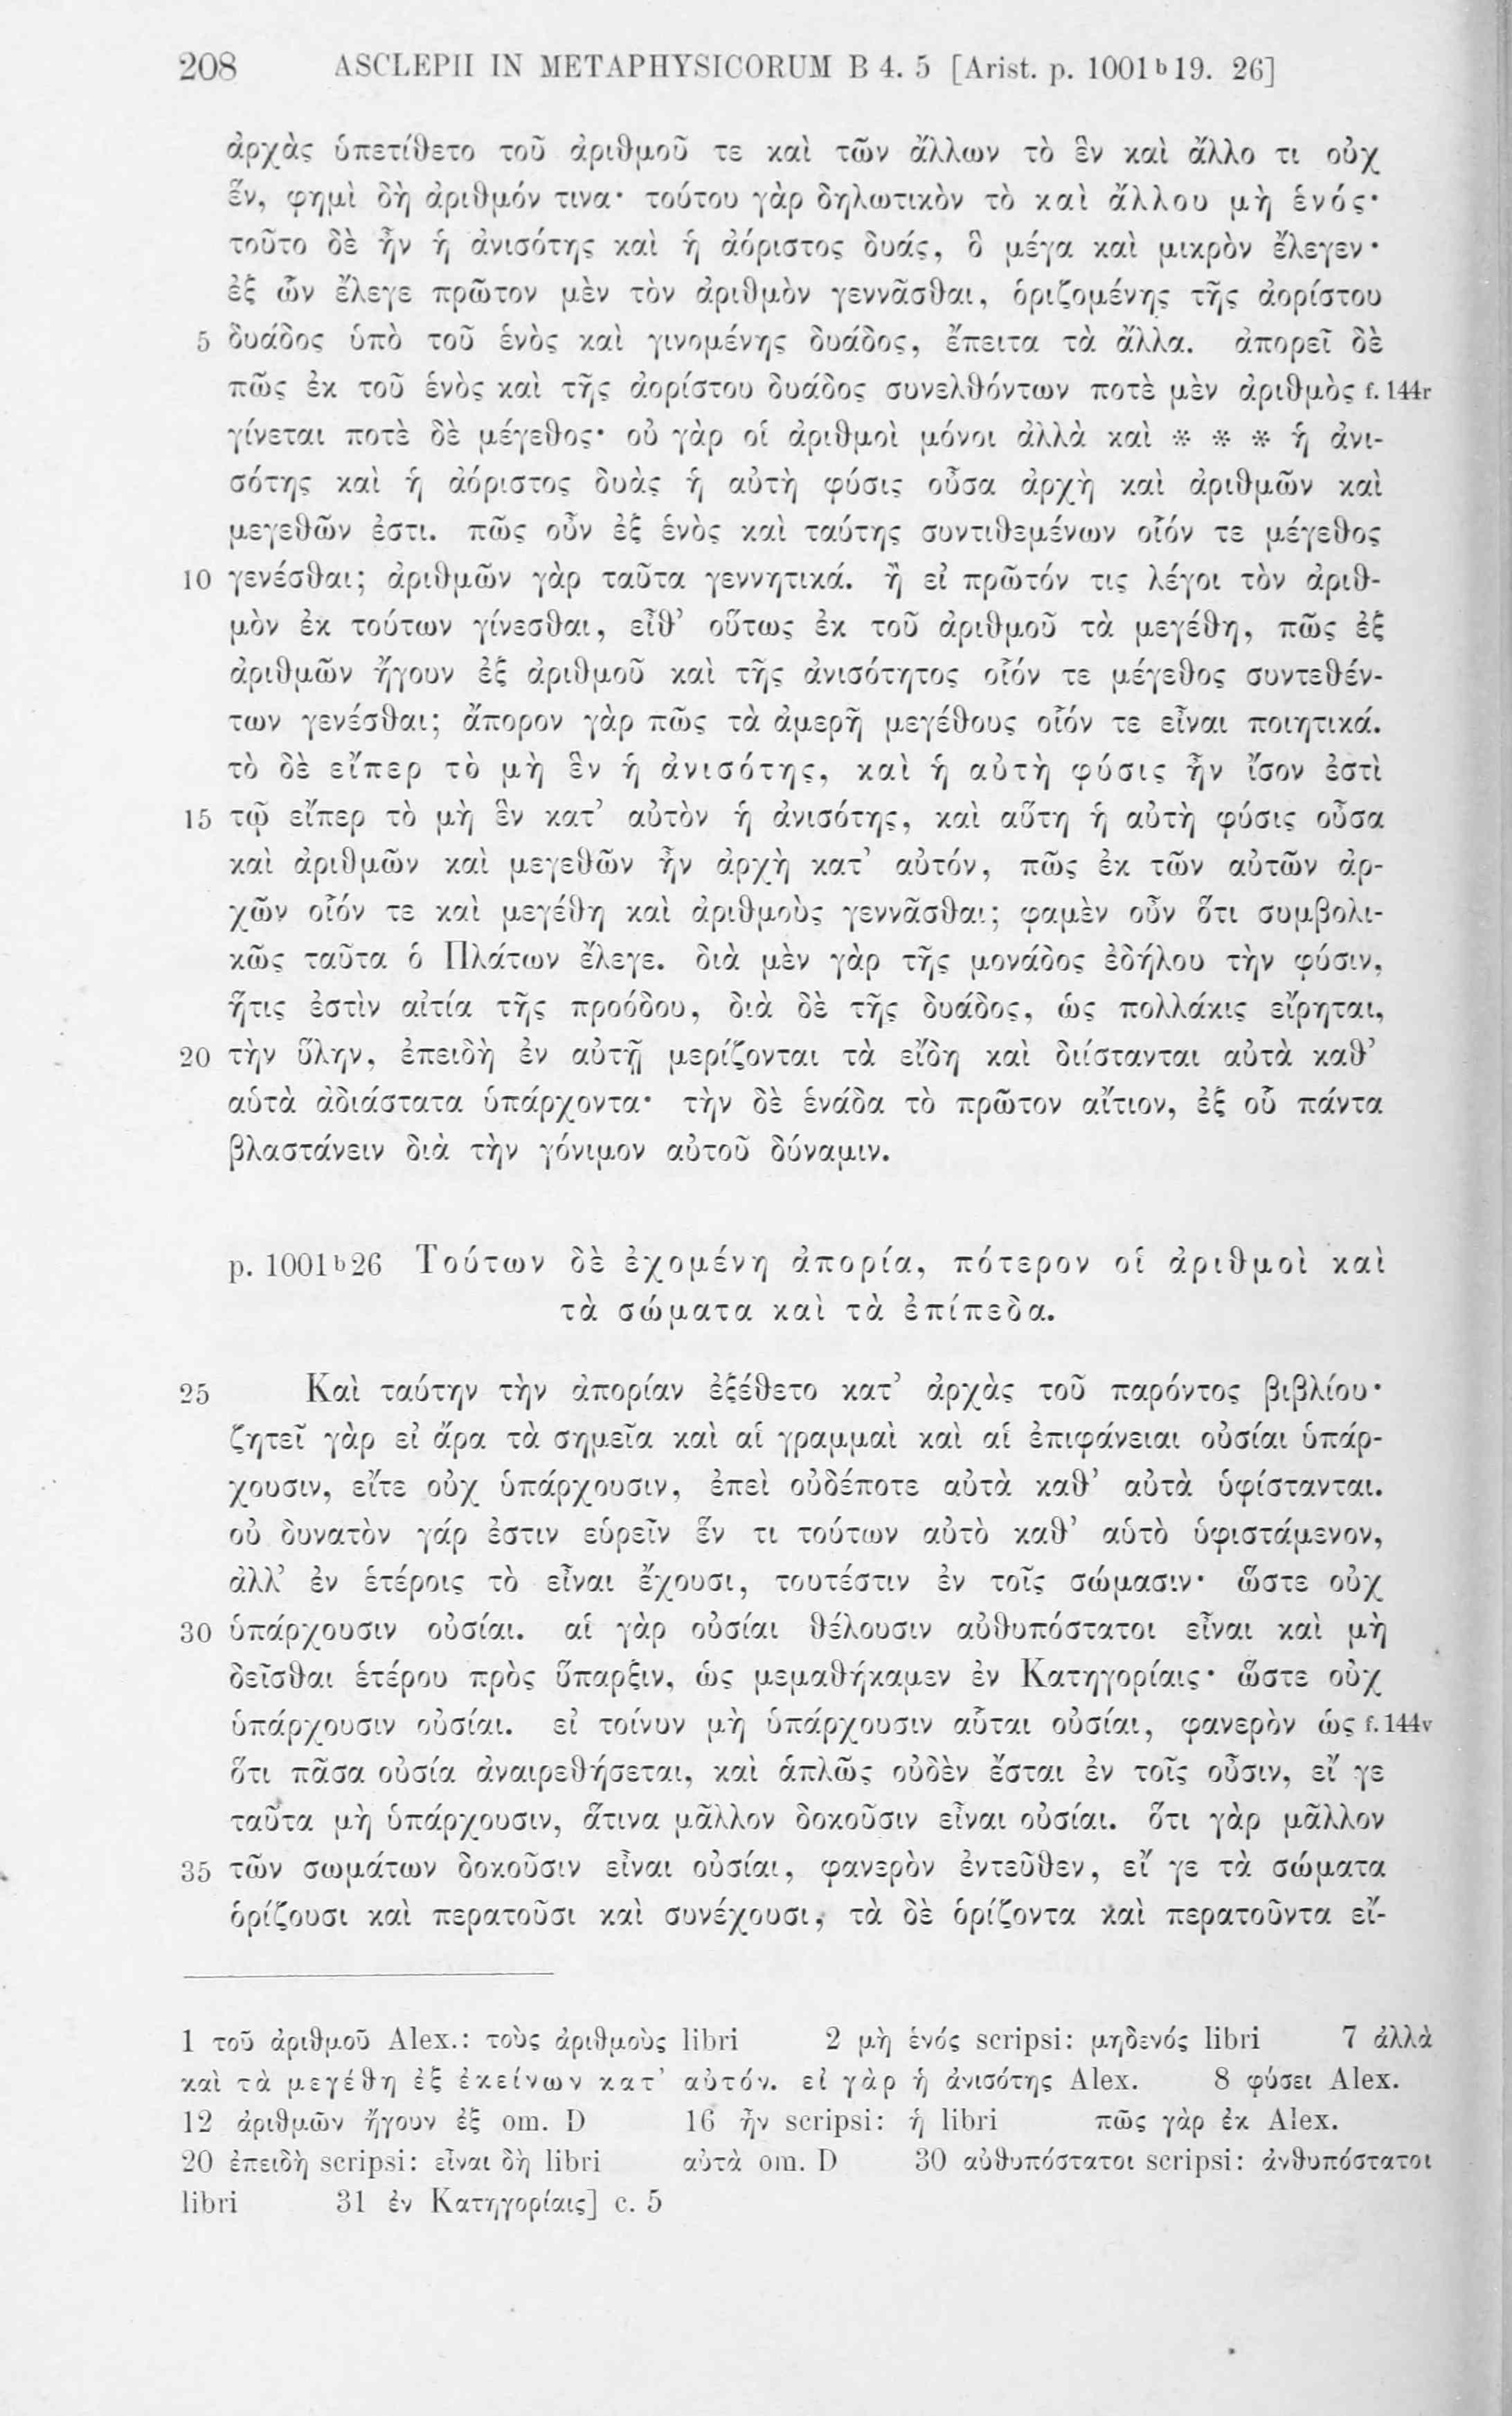 208 ASCLEPII IN METAPHYSICORUM B 4. 5 [Arist. p. 1001 b 19. 26]
ἀρχὰς ὑπετίθετο τοῦ ἀριθμοῦ τε καὶ τῶν ἄλλων τὸ ἓν καὶ ἄλλο τι οὐχ
ἕν, φημὶ δὴ ἀριθμόν τινα· τούτου γὰρ δηλωτικὸν τὸ καὶ ἄλλου μὴ ἑνός·
τοῦτο δὲ ἦν ἡ ἀνισότης καὶ ἡ ἀόριστος δυάς, ὃ μέγα καὶ μικρὸν ἔλεγεν·
ἐξ ὧν ἔλεγε πρῶτον μὲν τὸν ἀριθμὸν γεννᾶσθαι, ὁριζομένης τῆς ἀορίστου
5 δυάδος ὑπὸ τοῦ ἑνὸς καὶ γινομένης δυάδος, ἔπειτα τὰ ἄλλα. ἀπορεῖ δὲ
πῶς ἐκ τοῦ ἑνὸς καὶ τῆς ἀορίστου δυάδος συνελθόντων ποτὲ μὲν ἀριθμὸς f. 144r
γίνεται ποτὲ δὲ μέγεθος· οὐ γὰρ οἱ ἀριθμοὶ μόνοι ἀλλὰ καὶ * * * ἡ ἀνι-
σότης καὶ ἡ ἀόριστος δυὰς ἡ αὐτὴ φύσις οὖσα ἀρχὴ καὶ ἀριθμῶν καὶ
μεγεθῶν ἐστι. πῶς οὖν ἐξ ἑνὸς καὶ ταύτης συντιθεμένων οἷόν τε μέγεθος
10 γενέσθαι; ἀριθμῶν γὰρ ταῦτα γεννητικά. ἢ εἰ πρῶτόν τις λέγοι τὸν ἀριθ-
μὸν ἐκ τούτων γίνεσθαι, εἶθ’ οὕτως ἐκ τοῦ ἀριθμοῦ τὰ μεγέθη, πῶς ἐξ
ἀριθμῶν ἤγουν ἐξ ἀριθμοῦ καὶ τῆς ἀνισότητος οἷόν τε μέγεθος συντεθέν-
των γενέσθαι; ἄπορον γὰρ πῶς τὰ ἀμερῆ μεγέθους οἷόν τε εἶναι ποιητικά.
τὸ δὲ εἴπερ τὸ μὴ ἓν ἡ ἀνισότης, καὶ ἡ αὐτὴ φύσις ἦν ἴσον ἐστὶ
15 τῷ εἴπερ τὸ μὴ ἓν κατ’ αὐτὸν ἡ ἀνισότης, καὶ αὕτη ἡ αὐτὴ φύσις οὖσα
καὶ ἀριθμῶν καὶ μεγεθῶν ἦν ἀρχὴ κατ’ αὐτόν, πῶς ἐκ τῶν αὐτῶν ἀρ-
χῶν οἷόν τε καὶ μεγέθη καὶ ἀριθμοὺς γεννᾶσθαι; φαμὲν οὖν ὅτι συμβολι-
κῶς ταῦτα ὁ Πλάτων ἔλεγε. διὰ μὲν γὰρ τῆς μονάδος ἐδήλου τὴν φύσιν,
ἥτις ἐστὶν αἰτία τῆς προόδου, διὰ δὲ τῆς δυάδος, ὡς πολλάκις εἴρηται,
20 τὴν ὕλην, ἐπειδὴ ἐν αὐτῇ μερίζονται τὰ εἴδη καὶ διίστανται αὐτὰ καθ’
αὑτὰ ἀδιάστατα ὑπάρχοντα· τὴν δὲ ἑνάδα τὸ πρῶτον αἴτιον, ἐξ οὗ πάντα
βλαστάνειν διὰ τὴν γόνιμον αὐτοῦ δύναμιν.
p. 1001 b 26 Τούτων δὲ ἐχομένη ἀπορία, πότερον οἱ ἀριθμοὶ καὶ
τὰ σώματα καὶ τὰ ἐπίπεδα.
25 Καὶ ταύτην τὴν ἀπορίαν ἐξέθετο κατ’ ἀρχὰς τοῦ παρόντος βιβλίου·
ζητεῖ γὰρ εἰ ἄρα τὰ σημεῖα καὶ αἱ γραμμαὶ καὶ αἱ ἐπιφάνειαι οὐσίαι ὑπάρ-
χουσιν, εἴτε οὐχ ὑπάρχουσιν, ἐπεὶ οὐδέποτε αὐτὰ καθ’ αὐτὰ ὑφίστανται.
οὐ δυνατὸν γάρ ἐστιν εὑρεῖν ἕν τι τούτων αὐτὸ καθ’ αὑτὸ ὑφιστάμενον,
ἀλλ’ ἐν ἑτέροις τὸ εἶναι ἔχουσι, τουτέστιν ἐν τοῖς σώμασιν· ὥστε οὐχ
30 ὑπάρχουσιν οὐσίαι. αἱ γὰρ οὐσίαι θέλουσιν αὐθυπόστατοι εἶναι καὶ μὴ
δεῖσθαι ἑτέρου πρὸς ὕπαρξιν, ὡς μεμαθήκαμεν ἐν Κατηγορίαις· ὥστε οὐχ
ὑπάρχουσιν οὐσίαι. εἰ τοίνυν μὴ ὑπάρχουσιν αὗται οὐσίαι, φανερὸν ὡς f. 144v
ὅτι πᾶσα οὐσία ἀναιρεθήσεται, καὶ ἁπλῶς οὐδὲν ἔσται ἐν τοῖς οὖσιν, εἴ γε
ταῦτα μὴ ὑπάρχουσιν, ἅτινα μᾶλλον δοκοῦσιν εἶναι οὐσίαι. ὅτι γὰρ μᾶλλον
35 τῶν σωμάτων δοκοῦσιν εἶναι οὐσίαι, φανερὸν ἐντεῦθεν, εἴ γε τὰ σώματα
ὁρίζουσι καὶ περατοῦσι καὶ συνέχουσι, τὰ δὲ ὁρίζοντα καὶ περατοῦντα εἴ-
1 τοῦ ἀριθμοῦ Alex.: τοὺς ἀριθμοὺς libri 2 μὴ ἑνός scripsi: μηδενός libri 7 ἀλλὰ
καὶ τὰ μεγέθη ἐξ ἐκείνων κατ’ αὐτόν. εἰ γὰρ ἡ ἀνισότης Alex. 8 φύσει Alex.
12 ἀριθμῶν ἤγουν ἐξ om. D 16 ἦν scripsi: ἡ libri πῶς γὰρ ἐκ Alex.
20 ἐπειδὴ scripsi: εἶναι δὴ libri αὐτὰ om. D 30 αὐθυπόστατοι scripsi: ἀνθυπόστατοι
libri 31 ἐν Κατηγορίαις] c. 5